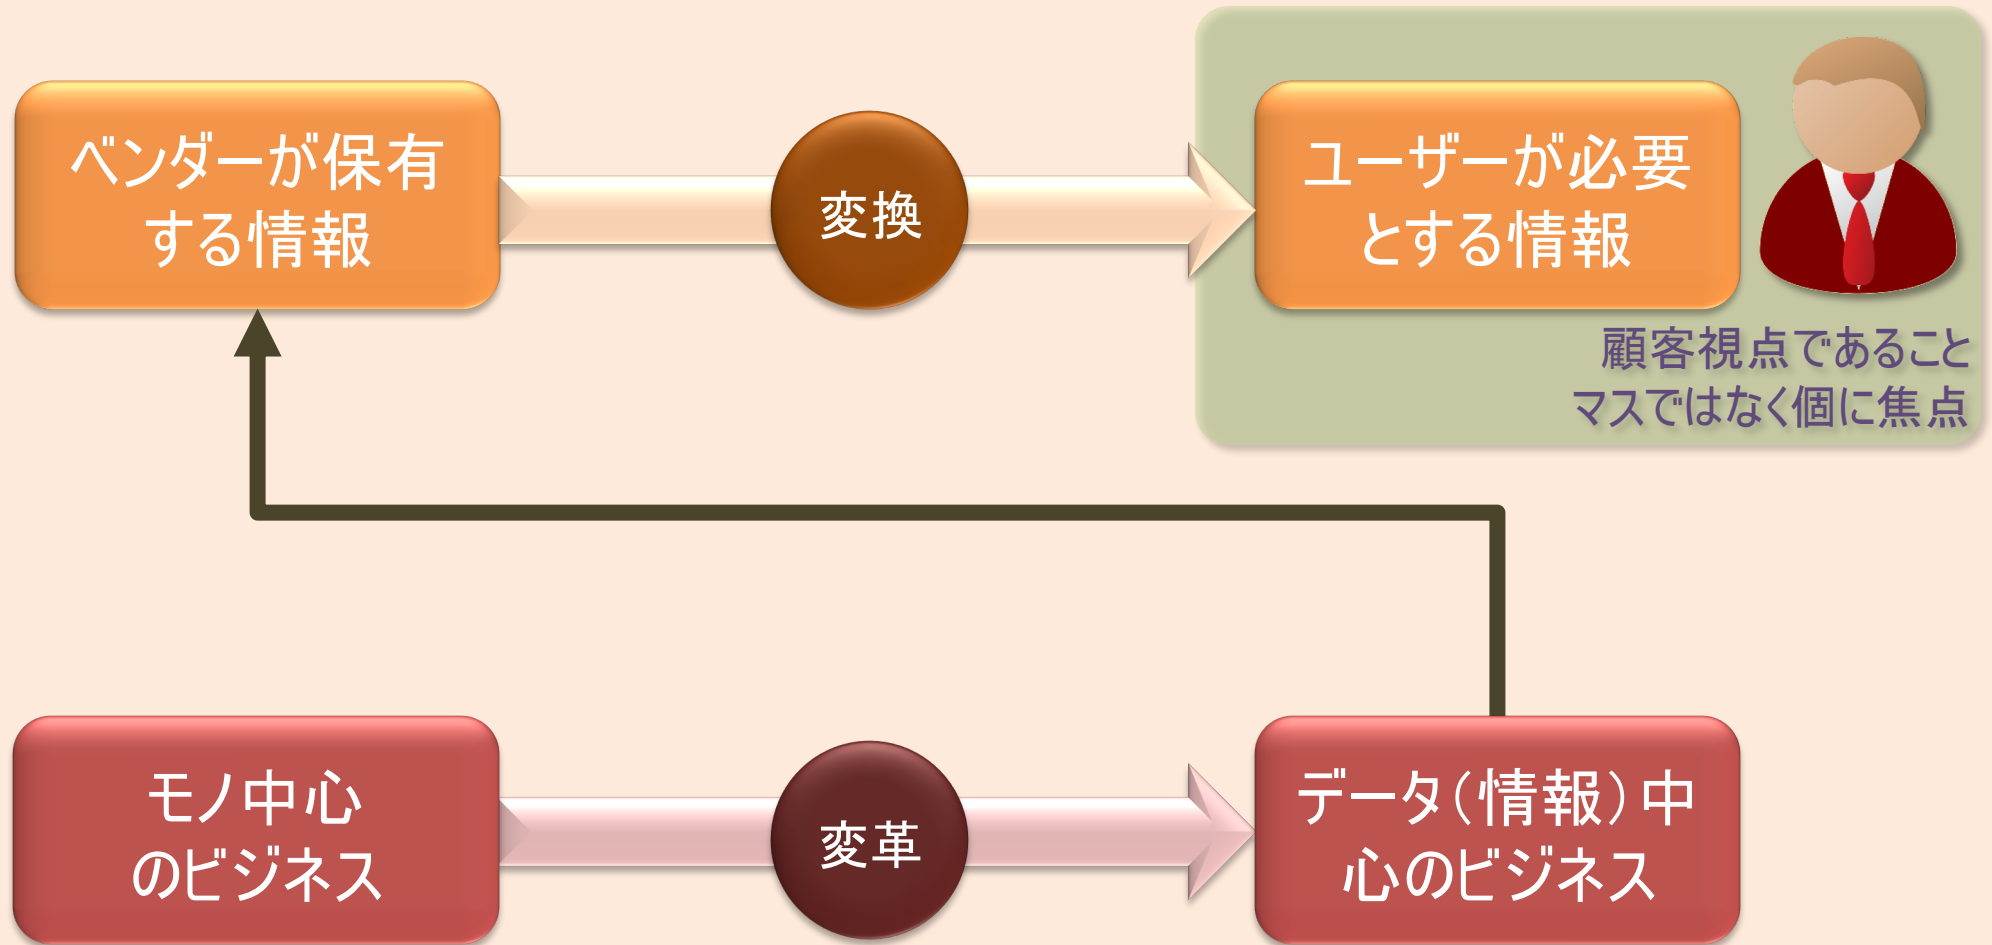 ベンダーが保有
する情報
変換
ユーザーが必要
とする情報
顧客視点であること
マスではなく個に焦点
モノ中心
のビジネス
変革
データ(情報)中
心のビジネス